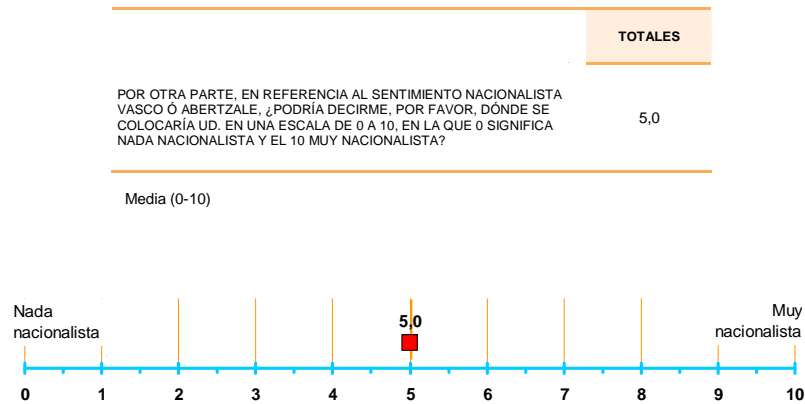 TOTALES
POR OTRA PARTE, EN REFERENCIA AL SENTIMIENTO NACIONALISTA
VASCO Ó ABERTZALE, ¿PODRÍA DECIRME, POR FAVOR, DÓNDE SE
COLOCARÍA UD. EN UNA ESCALA DE 0 A 10, EN LA QUE 0 SIGNIFICA
NADA NACIONALISTA Y EL 10 MUY NACIONALISTA?
5,0
Media (0-10)
Nada
nacionalista
5,0
Muy
nacionalista
0 1 2 3 4 5 6 7 8 9 10